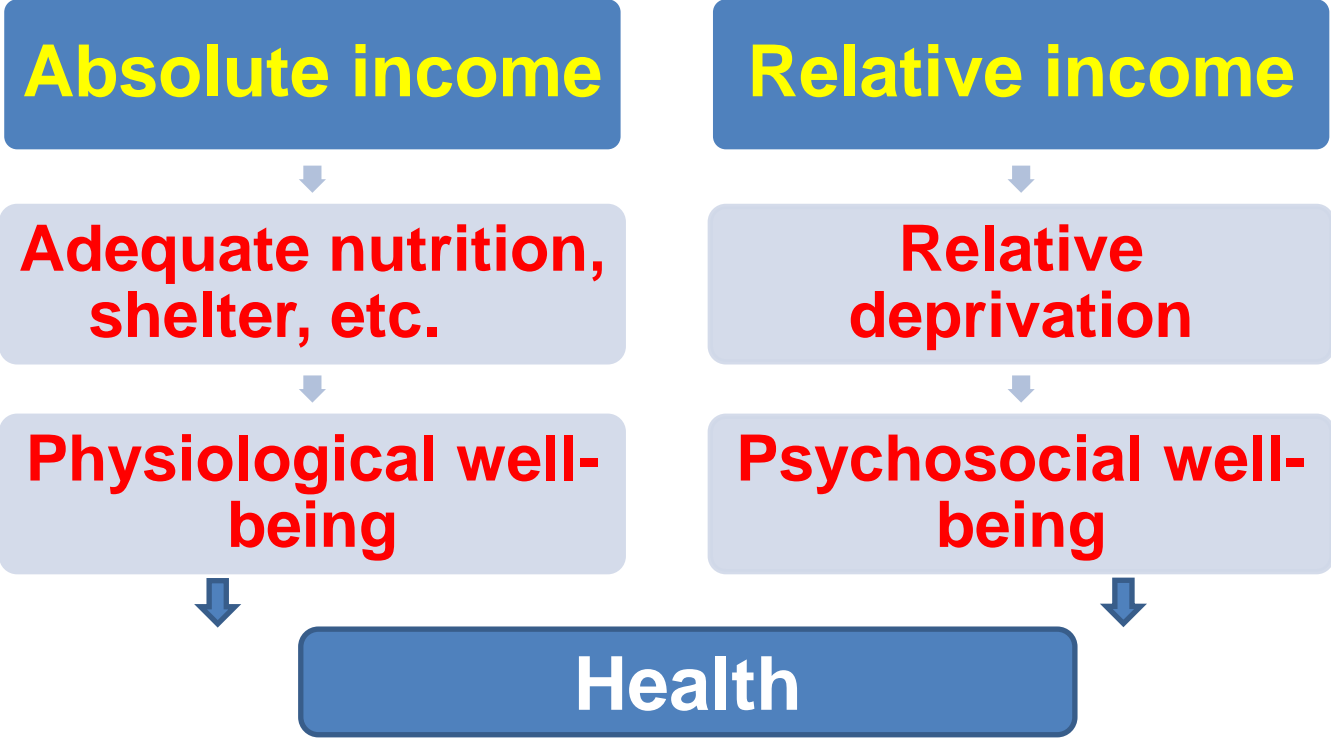 Absolute income
Relative income
Adequate nutrition,
shelter, etc.
Relative
deprivation
Physiological well-
being
Psychosocial well-
being
Health